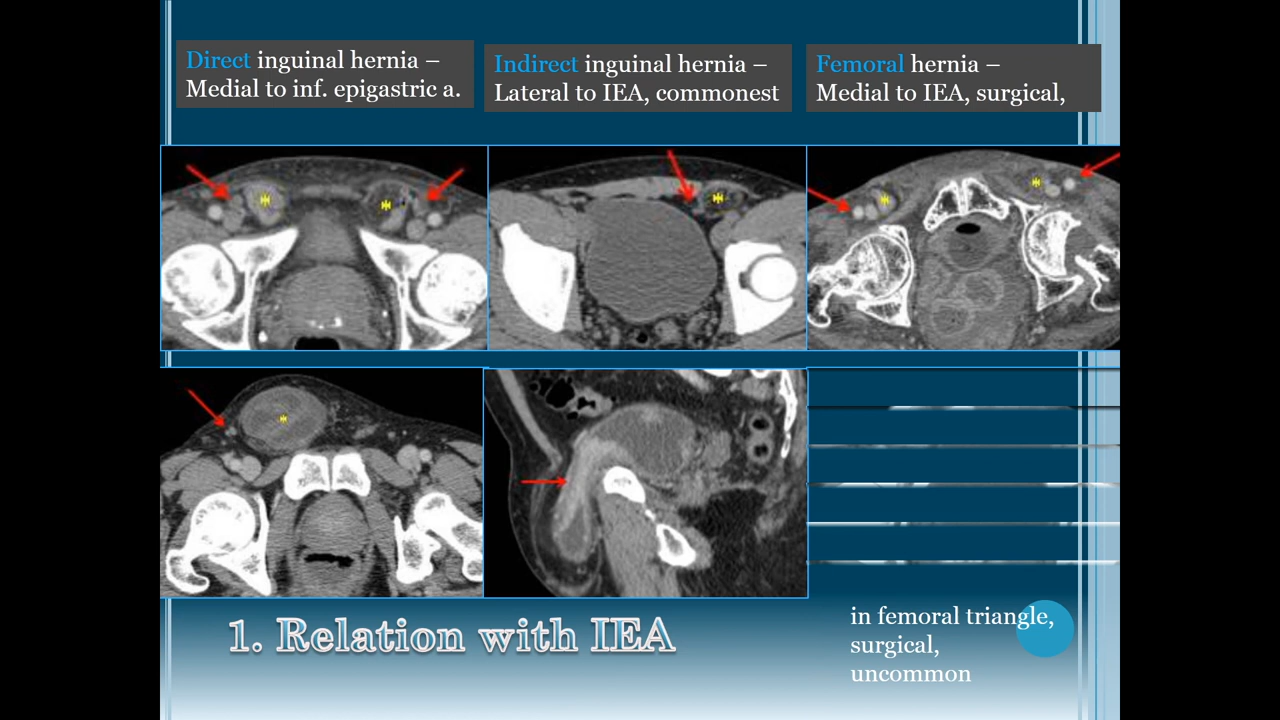 Direct inguinal hernia –
Medial to inf. epigastric a.
Indirect inguinal hernia –
Lateral to IEA, commonest
Femoral hernia –
Medial to IEA, surgical,
1. Relation with IEA
in femoral triangle,
surgical,
uncommon